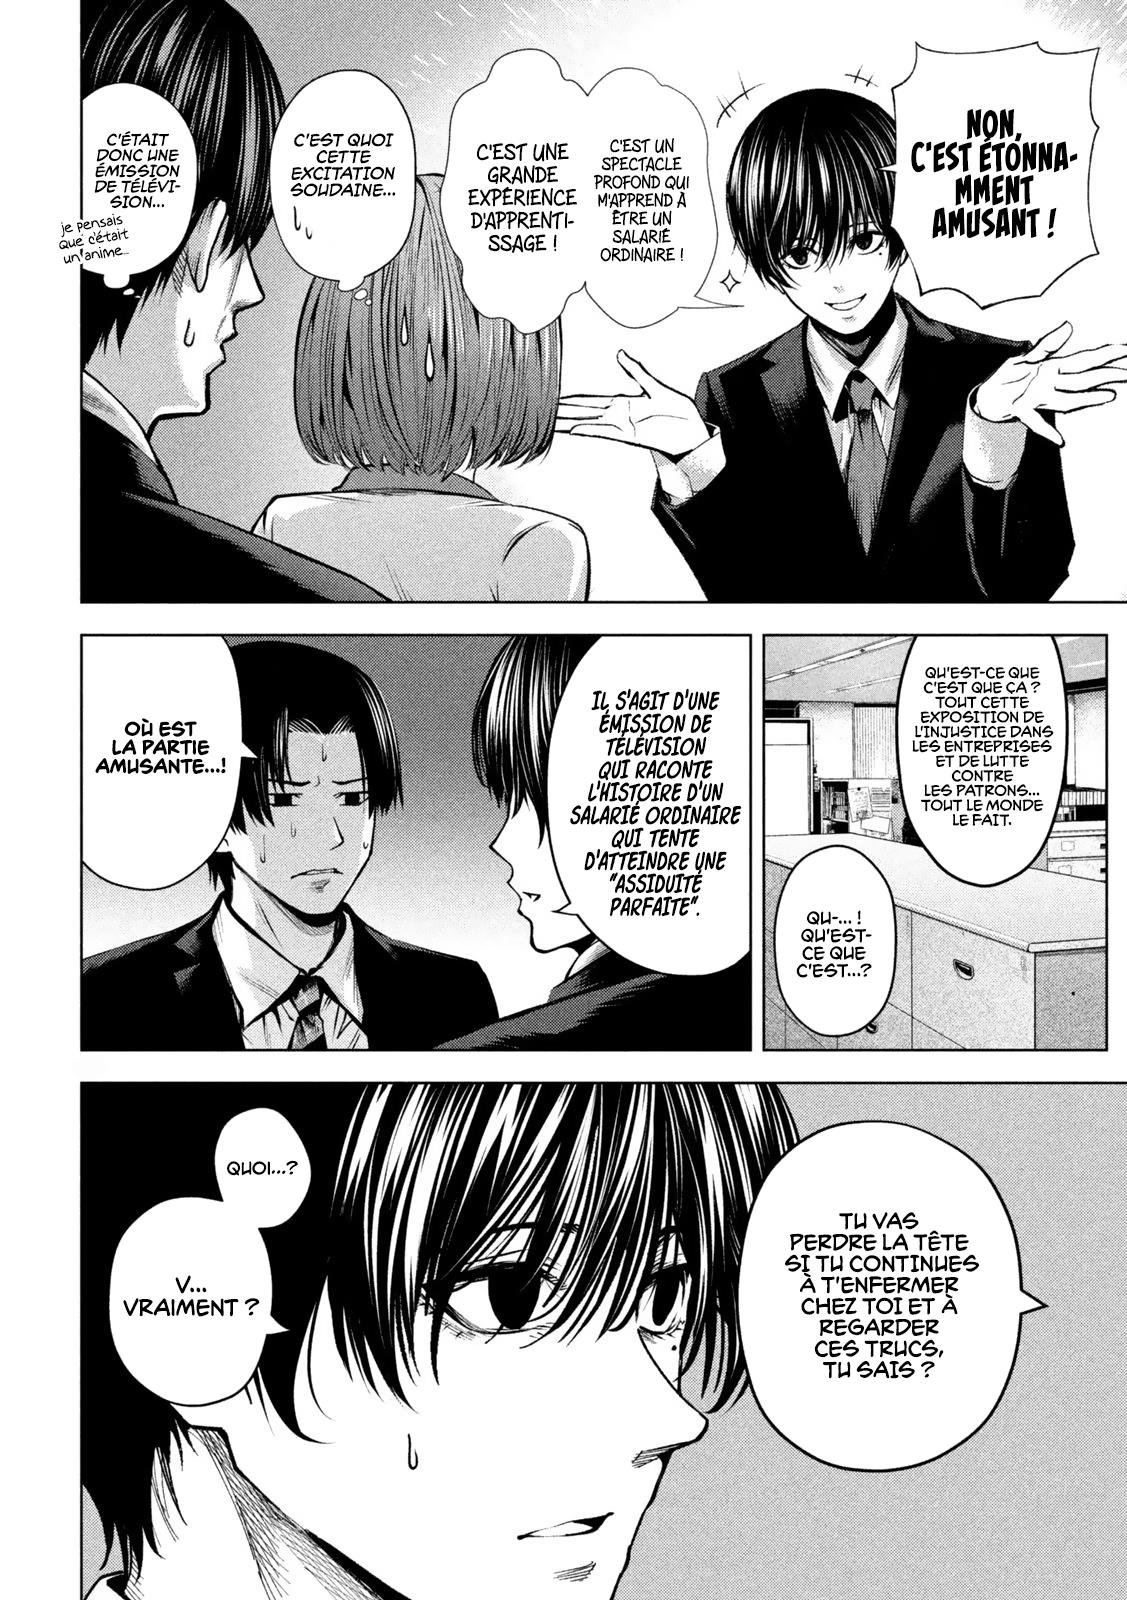 NON,
C'EST ÉTONNA-
MMENT
AMUSANT !
C'EST UN
SPECTACLE
PROFOND QUI
M'APPREND À
ÊTRE UN
SALARIÉ
ORDINAIRE !
C'EST UNE
GRANDE
EXPÉRIENCE
D'APPRENTIS-
SAGE !
C'EST QUOI
CETTE
EXCITATION
SOUDAINE...
C'ÉTAIT
DONC UNE
ÉMISSION
DE TÉLÉVI-
SION...
je pensais
que c'était
un anime...
QU'EST-CE QUE
C'EST QUE ÇA ?
TOUT CETTE
EXPOSITION DE
L'INJUSTICE DANS
LES ENTREPRISES
ET DE LUTTE
CONTRE
LES PATRONS...
TOUT LE MONDE
LE FAIT.
QU-... !
QU'EST-
CE QUE
C'EST...?
IL S'AGIT D'UNE
ÉMISSION DE
TÉLÉVISION
QUI RACONTE
L'HISTOIRE D'UN
SALARIÉ ORDINAIRE
QUI TENTE
D'ATTEINDRE UNE
"ASSIDUITÉ
PARFAITE".
OÙ EST
LA PARTIE
AMUSANTE...!
TU VAS
PERDRE LA TÊTE
SI TU CONTINUES
À T'ENFERMER
CHEZ TOI ET À
REGARDER
CES TRUCS,
TU SAIS ?
QUOI...?
V...
VRAIMENT ?